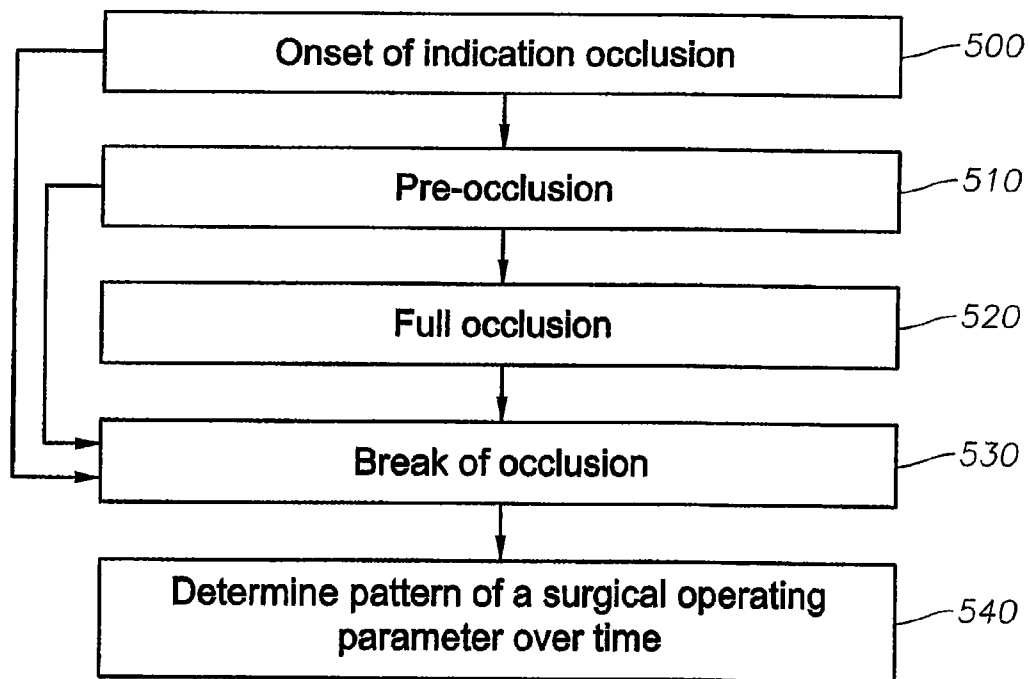 Onset of indication occlusion
500
Pre-occlusion
510
Full occlusion
520
Break of occlusion
530
Determine pattern of a surgical operating
parameter over time
540